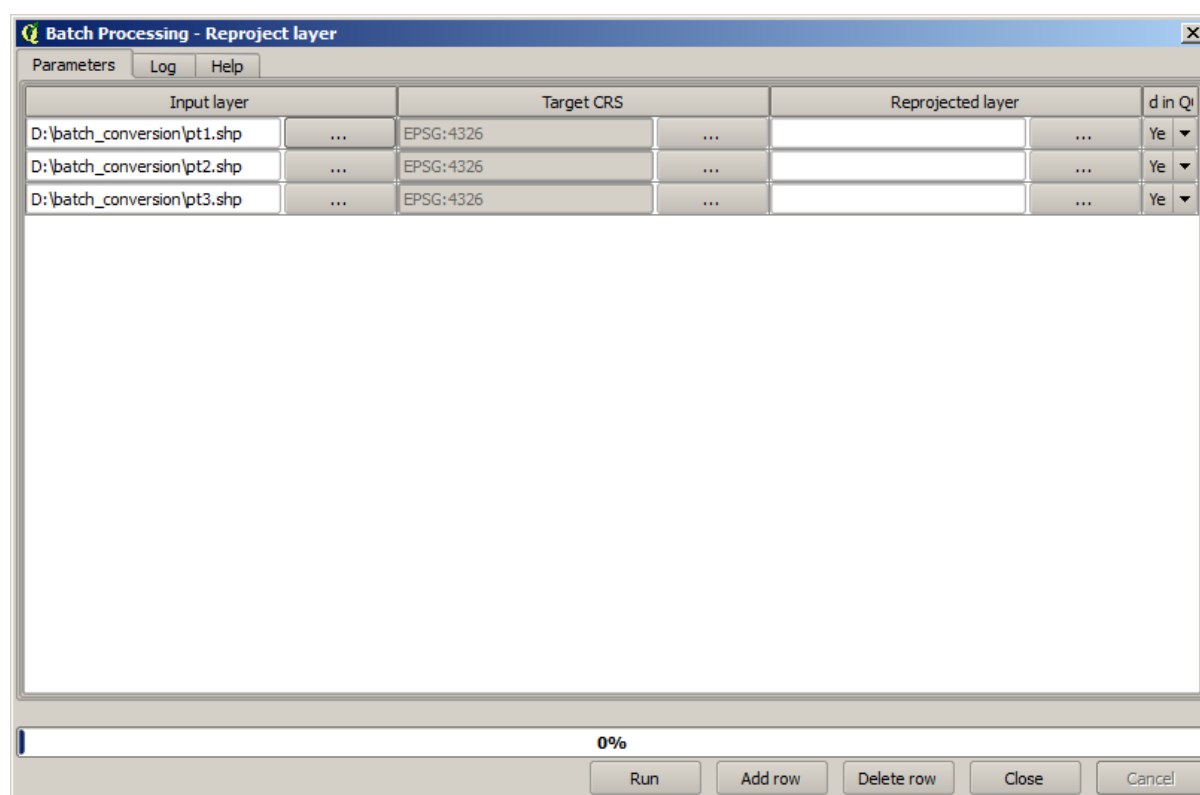 Batch Processing - Reproject layer
Parameters Log Help
Input layer Target CRS Reprojected layer d in Q
D:\batch_conversion\pt1.shp ... EPSG:4326 ... ... Ye
D:\batch_conversion\pt2.shp ... EPSG:4326 ... ... Ye
D:\batch_conversion\pt3.shp ... EPSG:4326 ... ... Ye
0%
Run Add row Delete row Close Cancel